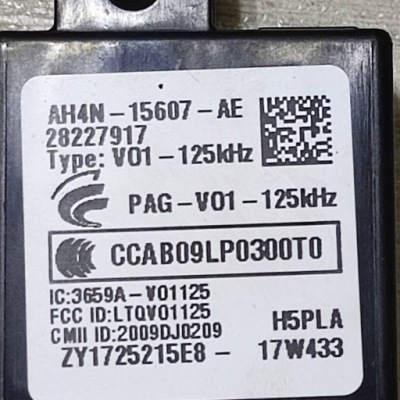 AH4N-15607-AE
28227917
Type: V01-125kHz
PAG-V01-125kHz
CCAB09LP0300T0
IC:3659A-V01125
FCC ID:LTQV01125
CMII ID:2009DJ0209
H5PLA
ZY1725215E8- 17W433